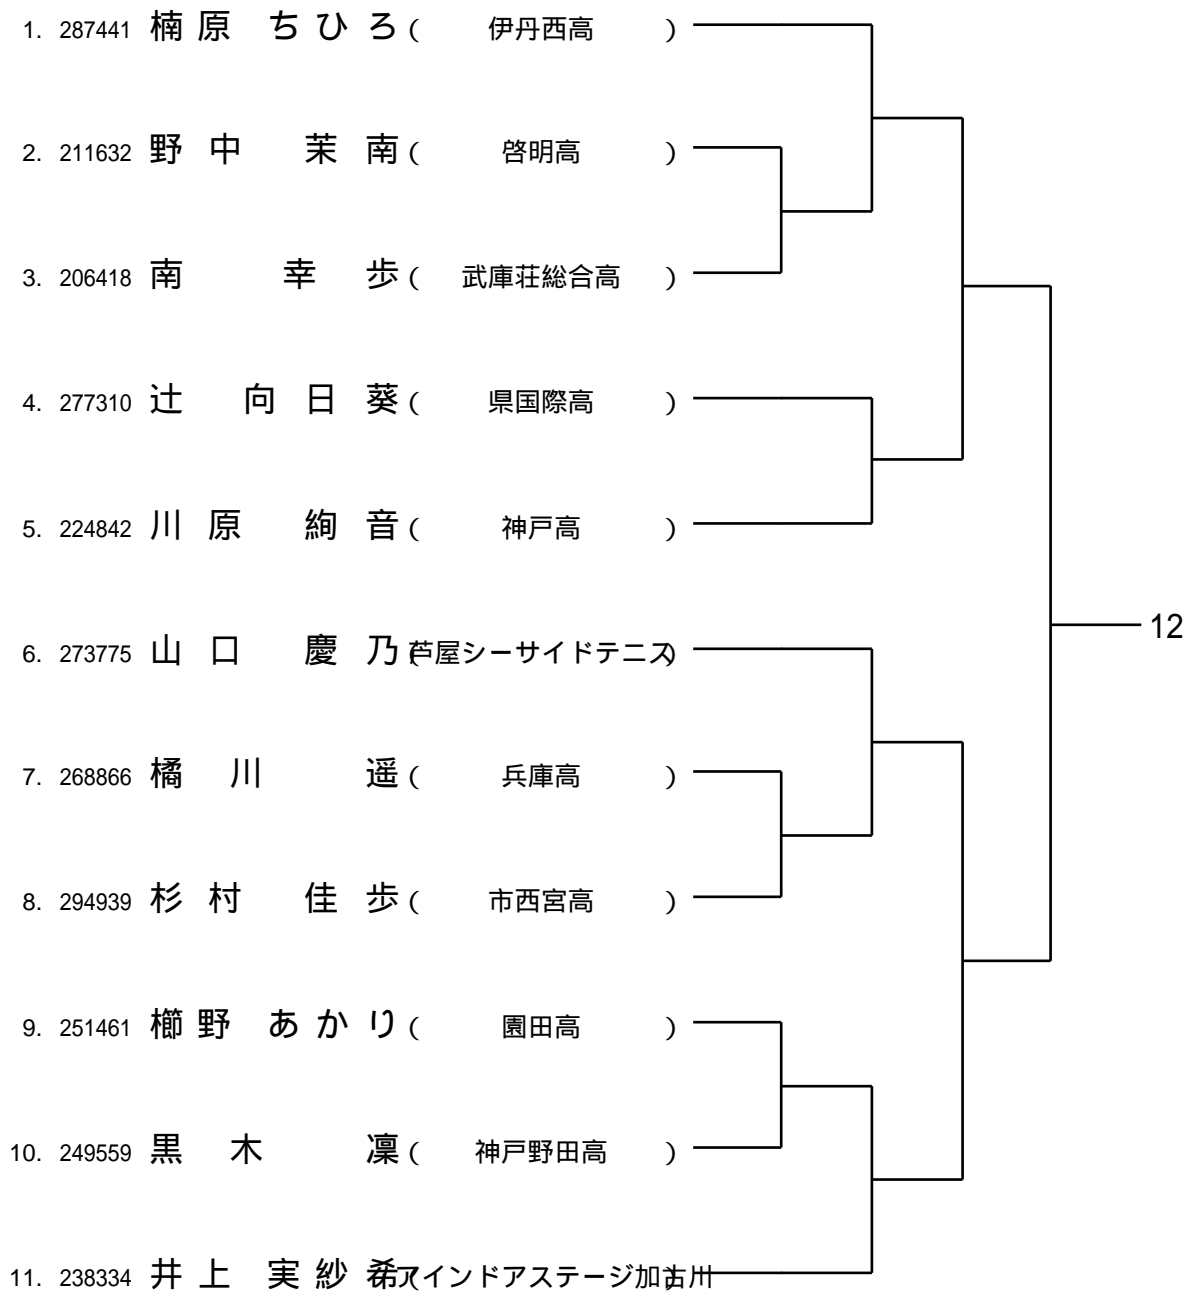 1. 287441 楠原 ちひろ ( 伊丹西高 )
2. 211632 野中 茉南 ( 啓明高 )
3. 206418 南 幸歩 ( 武庫荘総合高 )
4. 277310 辻 向日葵 ( 県国際高 )
5. 224842 川原 絢音 ( 神戸高 )
6. 273775 山口 慶乃 ( 芦屋シーサイドテニス )
12
7. 268866 橘川 遥 ( 兵庫高 )
8. 294939 杉村 佳歩 ( 市西宮高 )
9. 251461 櫛野 あかり ( 園田高 )
10. 249559 黒木 凜 ( 神戸野田高 )
11. 238334 井上 実紗希 ( インドアステージ加古川 )